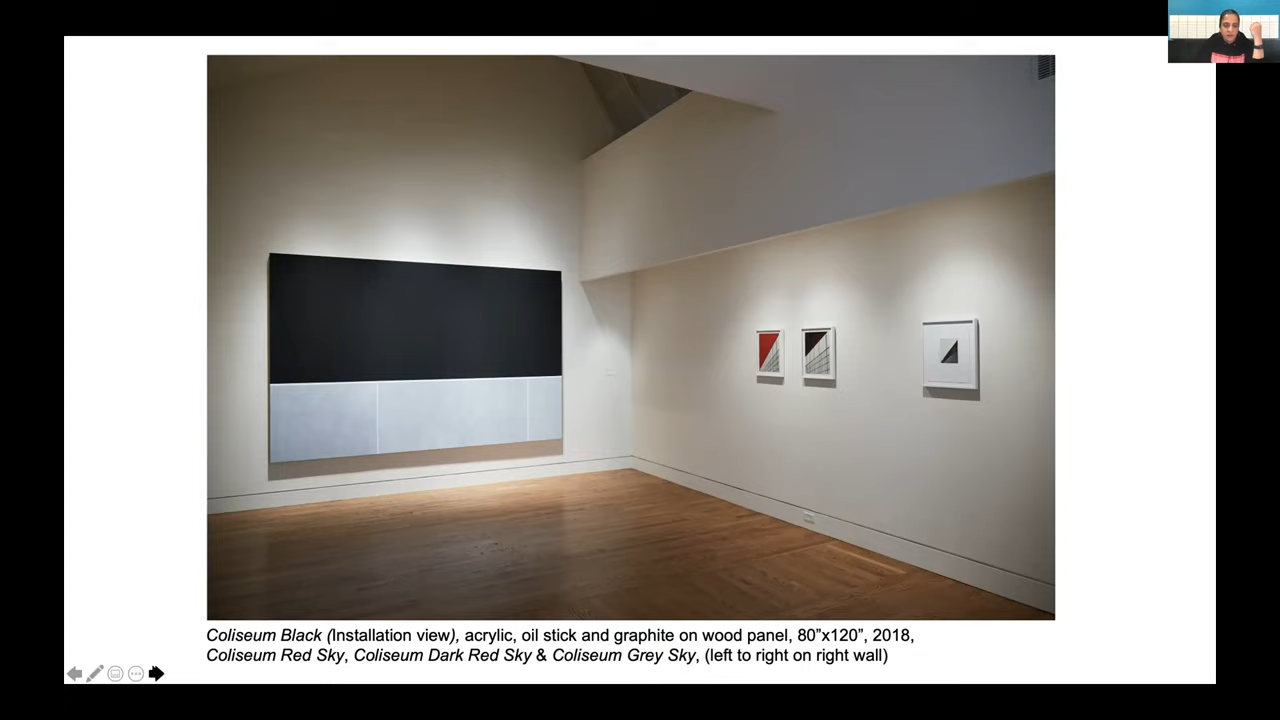 Coliseum Black (Installation view), acrylic, oil stick and graphite on wood panel, 80”x120”, 2018,
Coliseum Red Sky, Coliseum Dark Red Sky & Coliseum Grey Sky, (left to right on right wall)